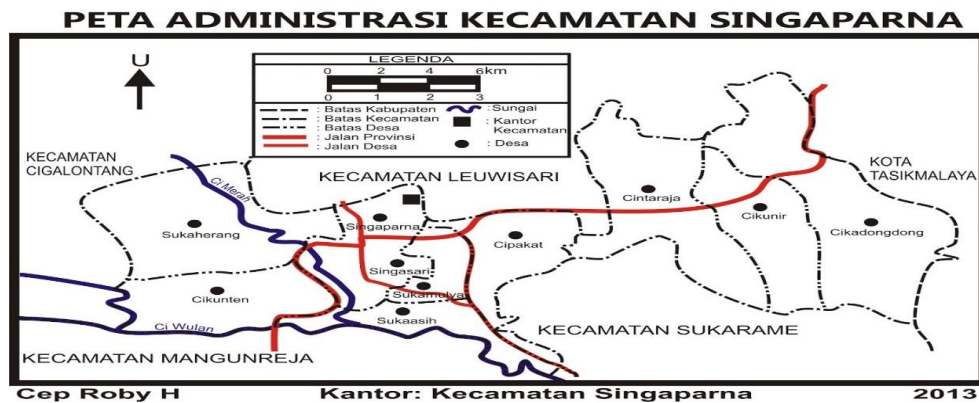 PETA ADMINISTRASI KECAMATAN SINGAPARNA
U
LEGENDA
0 2 4 6km
0 1 2 3
: Batas Kabupaten
: Batas Kecamatan
: Batas Desa
: Jalan Provinsi
: Jalan Desa
: Sungai
: Kantor
Kecamatan
: Desa
KECAMATAN
CIGALONTANG
Ci Merah
KECAMATAN LEUWISARI
KOTA
TASIKMALAYA
Sukaherang
Singaparna
Cintaraja
Cikunir
Cikadongdong
Cipakat
Singasari
Sukamulya
Cikunten
Sukaasih
Ci Wulan
KECAMATAN SUKARAME
KECAMATAN MANGUNREJA
Cep Roby H
Kantor: Kecamatan Singaparna
2013